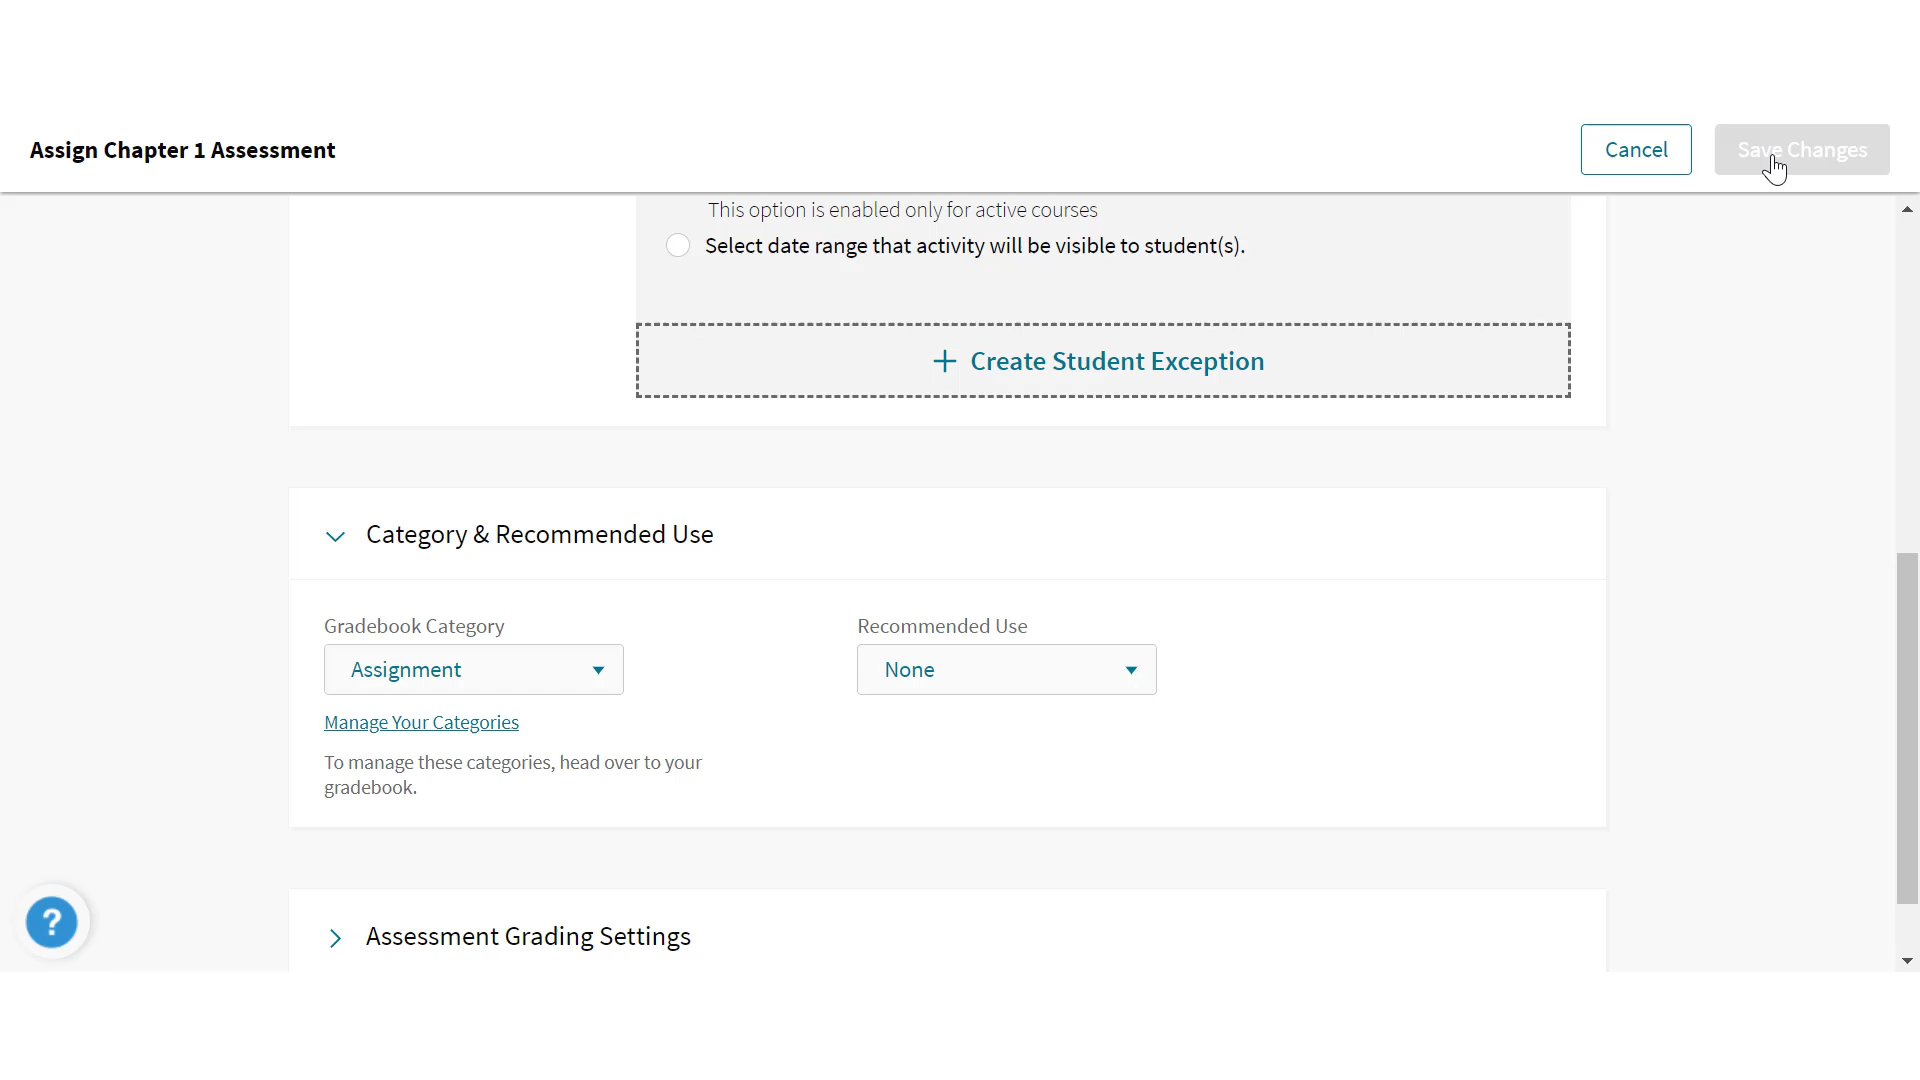 Assign Chapter 1 Assessment
Cancel
Save Changes
This option is enabled only for active courses
Select date range that activity will be visible to student(s).
+ Create Student Exception
Category & Recommended Use
Gradebook Category
Recommended Use
Assignment
None
Manage Your Categories
To manage these categories, head over to your
gradebook.
?
Assessment Grading Settings